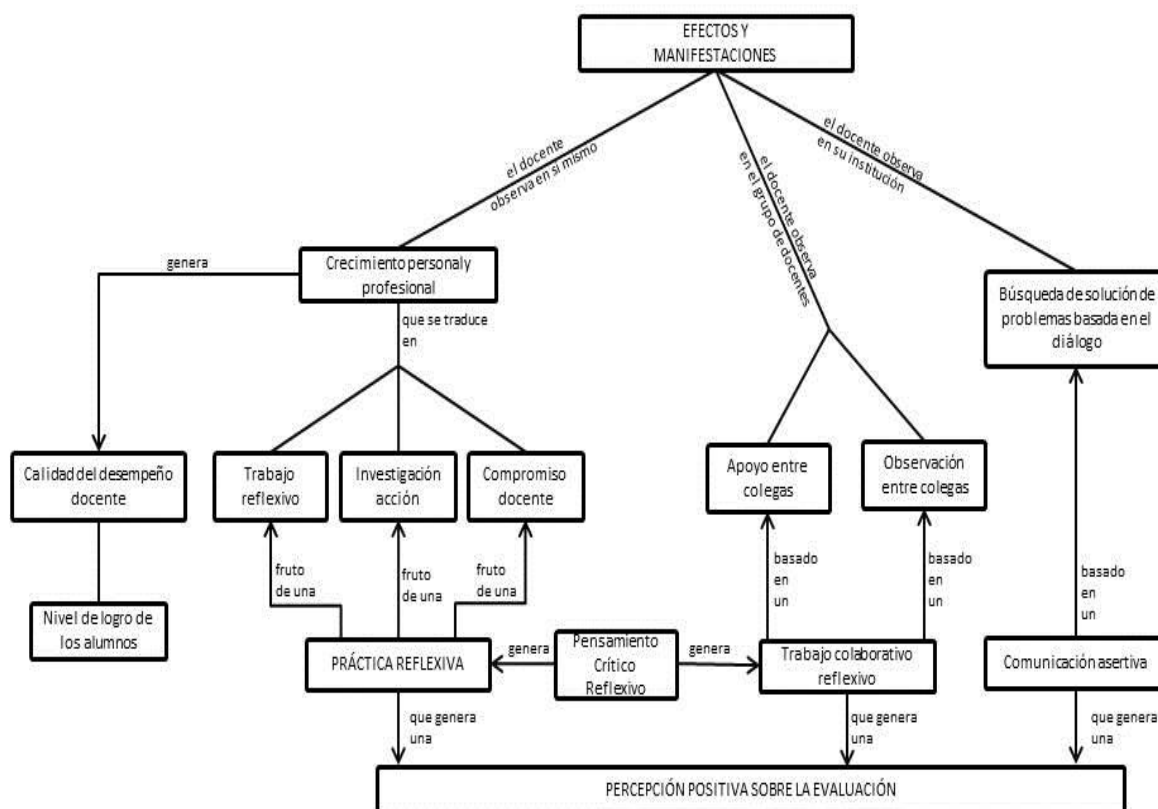 EFECTOS Y
MANIFESTACIONES
el docente
observa en si mismo
el docente observa
en el grupo de docentes
el docente observa
en su institución
genera
Crecimiento personal y
profesional
que se traduce
en
Búsqueda de solución de
problemas basada en el
diálogo
Calidad del desempeño
docente
Trabajo
reflexivo
Investigación
acción
Compromiso
docente
Apoyo entre
colegas
Observación
entre colegas
fruto
de una
fruto
de una
fruto
de una
basado
en
un
basado
en
un
basado
en
un
Nivel de logro de
los alumnos
PRÁCTICA REFLEXIVA
genera
Pensamiento
Crítico
Reflexivo
genera
Trabajo colaborativo
reflexivo
Comunicación asertiva
que genera
una
que genera
una
que genera
una
PERCEPCIÓN POSITIVA SOBRE LA EVALUACIÓN